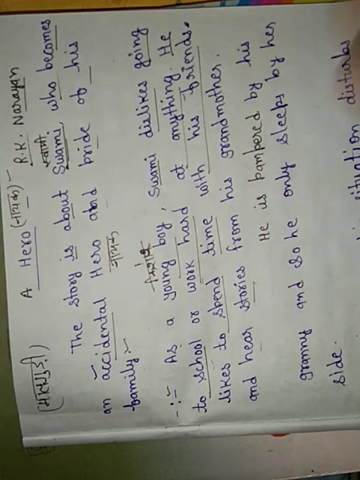 A Hero (नायक) - R.K. Narayan
The story is about Swami, who becomes
स्वामी
an accidental Hero and pride of his
नायक
family -
-:- As a young boy, Swami dislikes going
to school or work hard at anything. He
likes to spend time with his friends.
and hear stories from his grandmother.
He is pampered by his
granny and so he only sleeps by her
side.
situation disturbs